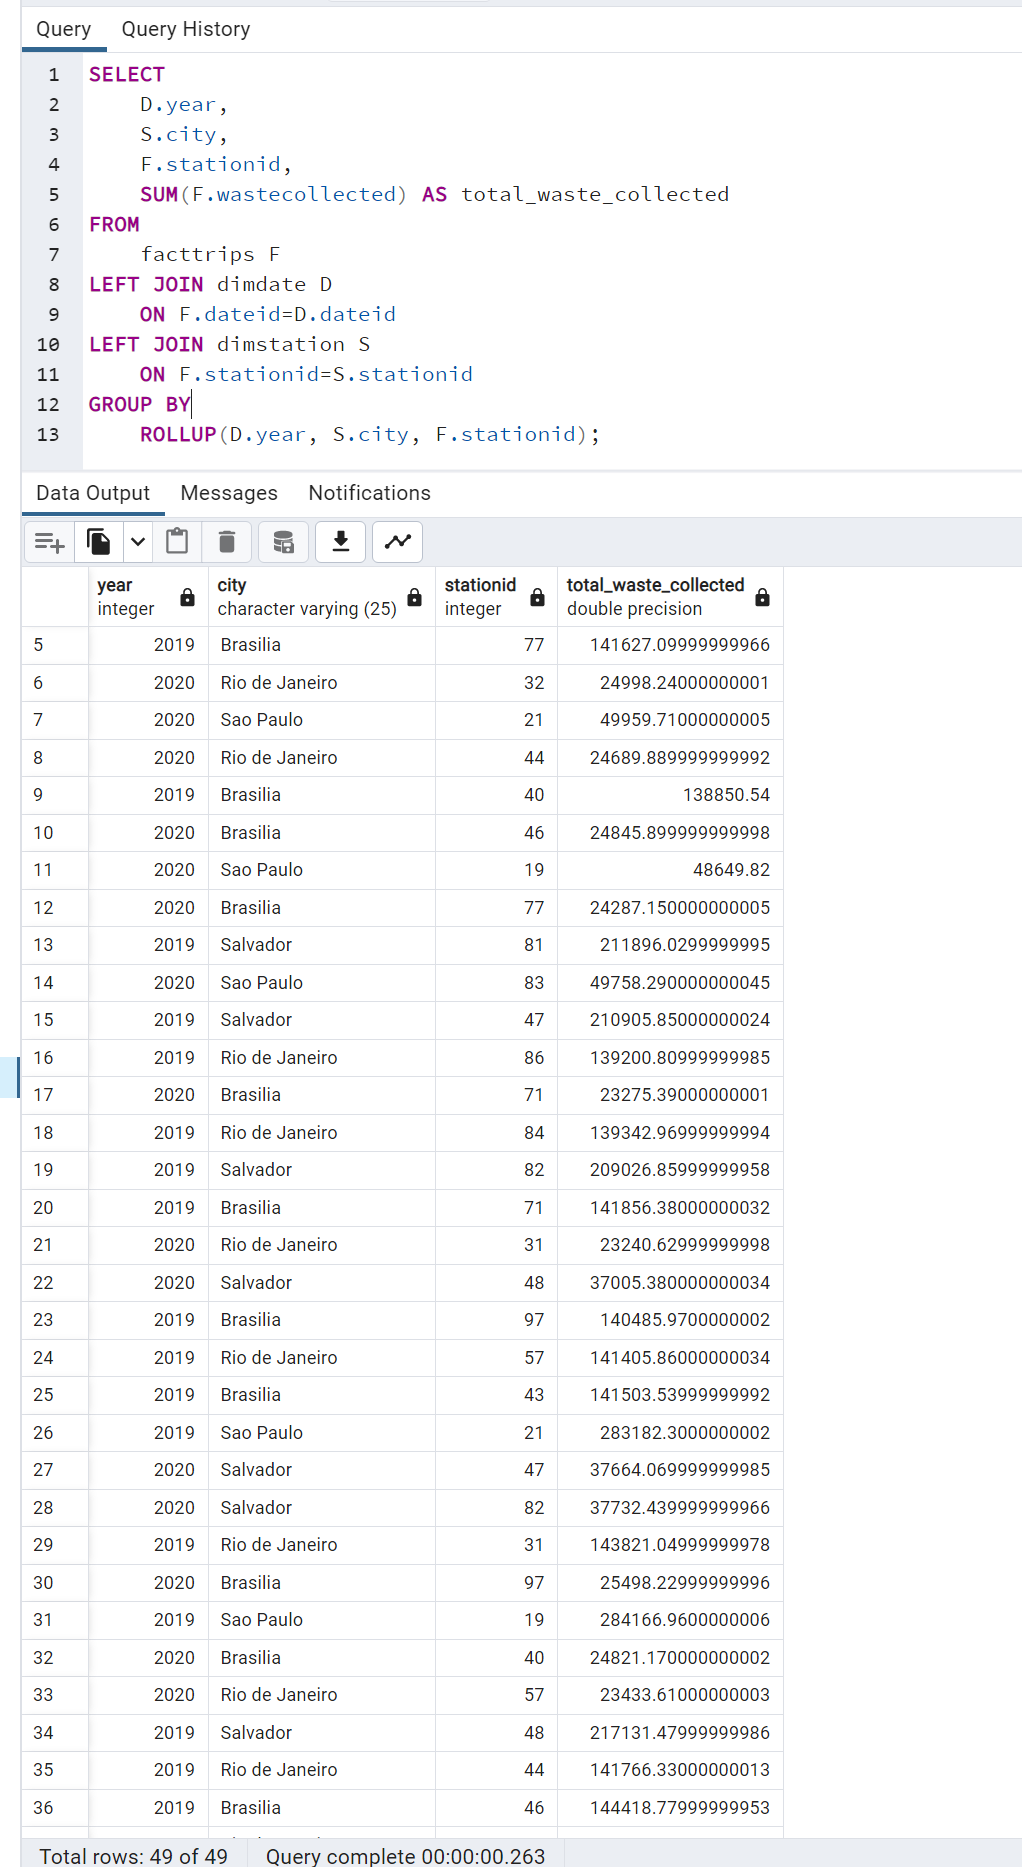 Query Query History
1 SELECT
2 D.year,
3 S.city,
4 F.stationid,
5 SUM(F.wastecollected) AS total_waste_collected
6 FROM
7 facttrips F
8 LEFT JOIN dimdate D
9 ON F.dateid=D.dateid
10 LEFT JOIN dimstation S
11 ON F.stationid=S.stationid
12 GROUP BY
13 ROLLUP(D.year, S.city, F.stationid);
Data Output Messages Notifications
year city stationid total_waste_collected
integer character varying (25) integer double precision
5 2019 Brasilia 77 141627.09999999966
6 2020 Rio de Janeiro 32 24998.24000000001
7 2020 Sao Paulo 21 49959.71000000005
8 2020 Rio de Janeiro 44 24689.889999999992
9 2019 Brasilia 40 138850.54
10 2020 Brasilia 46 24845.899999999998
11 2020 Sao Paulo 19 48649.82
12 2020 Brasilia 77 24287.150000000005
13 2019 Salvador 81 211896.0299999995
14 2020 Sao Paulo 83 49758.290000000045
15 2019 Salvador 47 210905.85000000024
16 2019 Rio de Janeiro 86 139200.80999999985
17 2020 Brasilia 71 23275.39000000001
18 2019 Rio de Janeiro 84 139342.96999999994
19 2019 Salvador 82 209026.85999999958
20 2019 Brasilia 71 141856.38000000032
21 2020 Rio de Janeiro 31 23240.62999999998
22 2020 Salvador 48 37005.380000000034
23 2019 Brasilia 97 140485.9700000002
24 2019 Rio de Janeiro 57 141405.86000000034
25 2019 Brasilia 43 141503.53999999992
26 2019 Sao Paulo 21 283182.3000000002
27 2020 Salvador 47 37664.069999999985
28 2020 Salvador 82 37732.439999999966
29 2019 Rio de Janeiro 31 143821.04999999978
30 2020 Brasilia 97 25498.22999999996
31 2019 Sao Paulo 19 284166.9600000006
32 2020 Brasilia 40 24821.170000000002
33 2020 Rio de Janeiro 57 23433.61000000003
34 2019 Salvador 48 217131.47999999986
35 2019 Rio de Janeiro 44 141766.33000000013
36 2019 Brasilia 46 144418.77999999953
Total rows: 49 of 49 Query complete 00:00:00.263